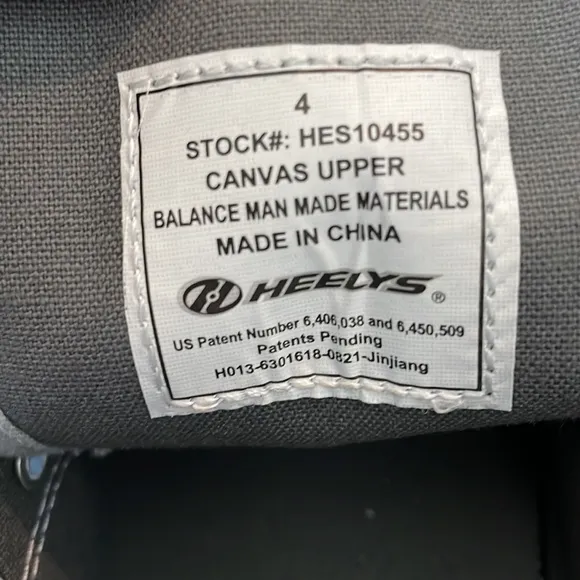 4
STOCK#: HES10455
CANVAS UPPER
BALANCE MAN MADE MATERIALS
MADE IN CHINA
HEELYS®
US Patent Number 6,406,038 and 6,450,509
Patents Pending
H013-6301618-0821-Jinjiang